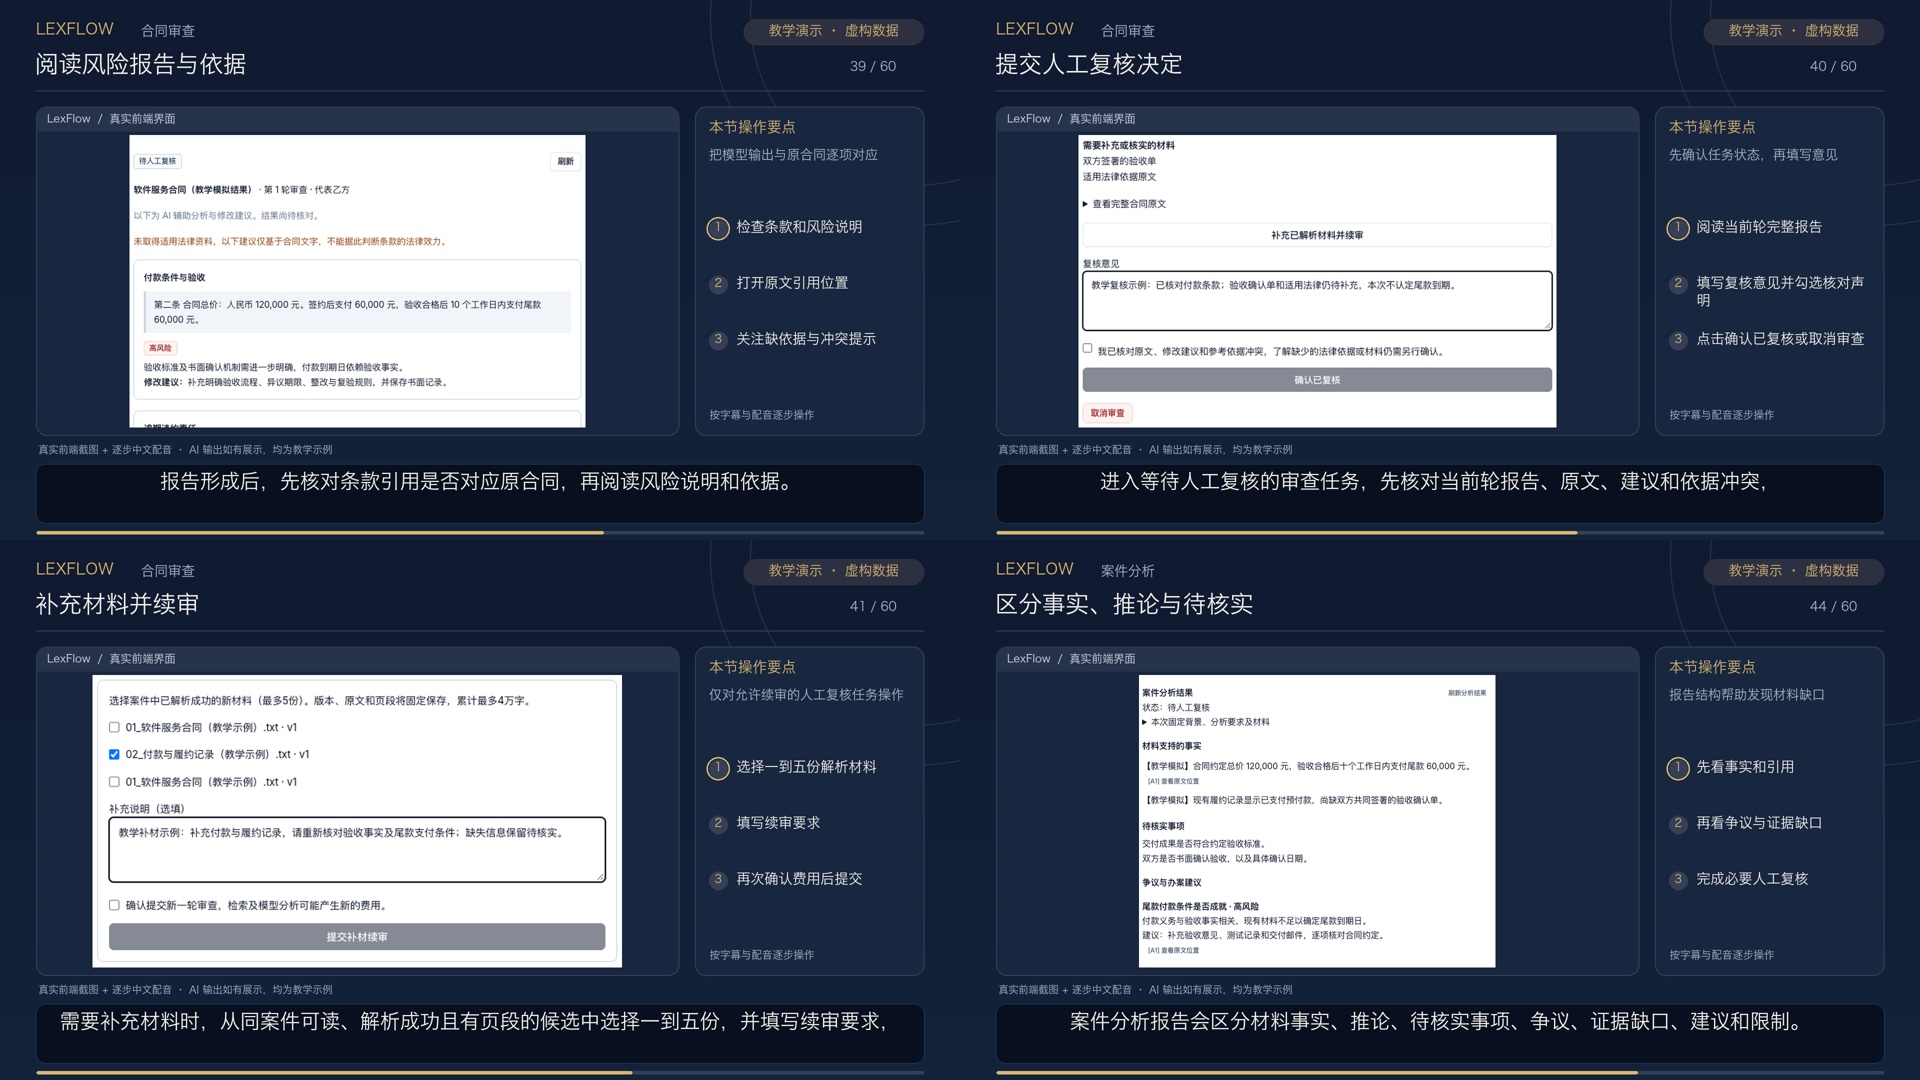 LEXFLOW 合同审查
教学演示 · 虚构数据
阅读风险报告与依据
39 / 60
LexFlow / 真实前端界面
待人工复核
刷新
软件服务合同（教学模拟结果） · 第 1 轮审查 · 代表乙方
以下为 AI 辅助分析与修改建议。结果尚待核对。
未取得适用法律资料，以下建议仅基于合同文字，不能据此判断条款的法律效力。
付款条件与验收
第二条 合同总价：人民币 120,000 元。签约后支付 60,000 元，验收合格后 10 个工作日内支付尾款
60,000 元。
高风险
验收标准及书面确认机制需进一步明确，付款到期日依赖验收事实。
修改建议：补充明确验收流程、异议期限、整改与复验规则，并保存书面记录。
本节操作要点
把模型输出与原合同逐项对应
1 检查条款和风险说明
2 打开原文引用位置
3 关注缺依据与冲突提示
按字幕与配音逐步操作
真实前端截图 + 逐步中文配音 · AI 输出如有展示，均为教学示例
报告形成后，先核对条款引用是否对应原合同，再阅读风险说明和依据。
LEXFLOW 合同审查
教学演示 · 虚构数据
提交人工复核决定
40 / 60
LexFlow / 真实前端界面
需要补充或核实的材料
双方签署的验收单
适用法律依据原文
▶ 查看完整合同原文
补充已解析材料并续审
复核意见
教学复核示例：已核对付款条款；验收确认单和适用法律仍待补充，本次不认定尾款到期。
我已核对原文、修改建议和参考依据冲突，了解缺少的法律依据或材料仍需另行确认。
确认已复核
取消审查
本节操作要点
先确认任务状态，再填写意见
1 阅读当前轮完整报告
2 填写复核意见并勾选核对声
明
3 点击确认已复核或取消审查
按字幕与配音逐步操作
真实前端截图 + 逐步中文配音 · AI 输出如有展示，均为教学示例
进入等待人工复核的审查任务，先核对当前轮报告、原文、建议和依据冲突，
LEXFLOW 合同审查
教学演示 · 虚构数据
补充材料并续审
41 / 60
LexFlow / 真实前端界面
选择案件中已解析成功的新材料（最多5份）。版本、原文和页段将固定保存，累计最多4万字。
01_软件服务合同（教学示例）.txt · v1
02_付款与履约记录（教学示例）.txt · v1
01_软件服务合同（教学示例）.txt · v1
补充说明（选填）
教学补材示例：补充付款与履约记录，请重新核对验收事实及尾款支付条件；缺失信息保留待核实。
确认提交新一轮审查，检索及模型分析可能产生新的费用。
提交补材续审
本节操作要点
仅对允许续审的人工复核任务操作
1 选择一到五份解析材料
2 填写续审要求
3 再次确认费用后提交
按字幕与配音逐步操作
真实前端截图 + 逐步中文配音 · AI 输出如有展示，均为教学示例
需要补充材料时，从同案件可读、解析成功且有页段的候选中选择一到五份，并填写续审要求，
LEXFLOW 案件分析
教学演示 · 虚构数据
区分事实、推论与待核实
44 / 60
LexFlow / 真实前端界面
案件分析结果
刷新分析结果
状态：待人工复核
▶ 本次固定背景、分析要求及材料
材料支持的事实
【教学模拟】合同约定总价 120,000 元，验收合格后十个工作日内支付尾款 60,000 元。
[A1] 查看原文位置
【教学模拟】现有履约记录显示已支付预付款，尚缺双方共同签署的验收确认单。
待核实事项
交付成果是否符合约定验收标准。
双方是否书面确认验收，以及具体确认日期。
争议与办案建议
尾款付款条件是否成就 · 高风险
付款义务与验收事实相关，现有材料不足以确定尾款到期日。
建议：补充验收意见、测试记录和交付邮件，逐项核对合同约定。
[A1] 查看原文位置
本节操作要点
报告结构帮助发现材料缺口
1 先看事实和引用
2 再看争议与证据缺口
3 完成必要人工复核
按字幕与配音逐步操作
真实前端截图 + 逐步中文配音 · AI 输出如有展示，均为教学示例
案件分析报告会区分材料事实、推论、待核实事项、争议、证据缺口、建议和限制。